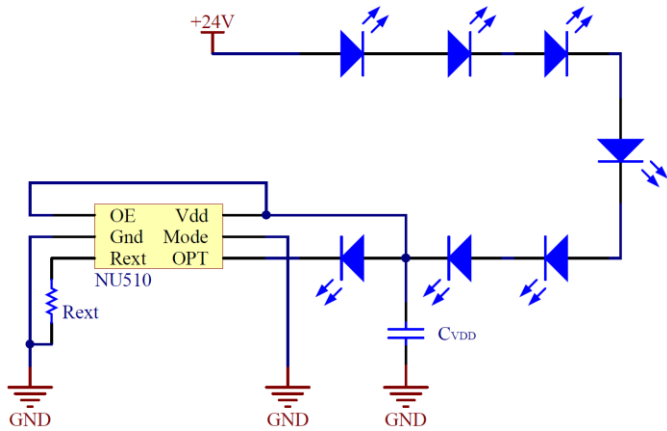 +24V
OE Vdd
Gnd Mode
Rext OPT
NU510
Rext
CVDD
GND
GND
GND